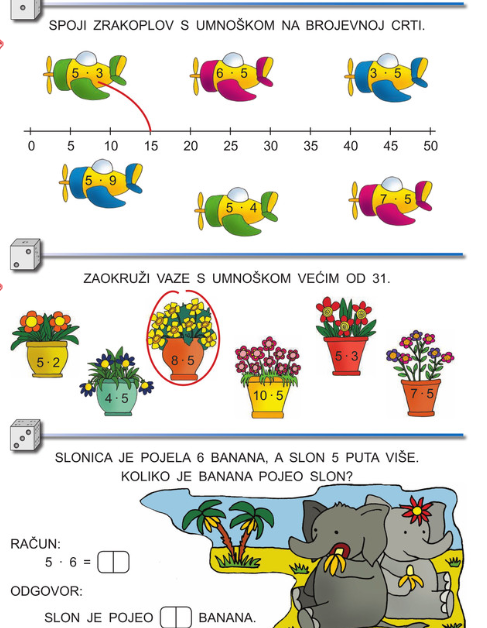 SPOJI ZRAKOPLOV S UMNOŠKOM NA BROJEVNOJ CRTI.
5 · 3 6 · 5 3 · 5
0 5 10 15 20 25 30 35 40 45 50
5 · 9 5 · 4 7 · 5
ZAOKRUŽI VAZE S UMNOŠKOM VEĆIM OD 31.
5 · 2 4 · 5 8 · 5 10 · 5 5 · 3 7 · 5
SLONICA JE POJELA 6 BANANA, A SLON 5 PUTA VIŠE.
KOLIKO JE BANANA POJEO SLON?
RAČUN:
5 · 6 =
ODGOVOR:
SLON JE POJEO BANANA.